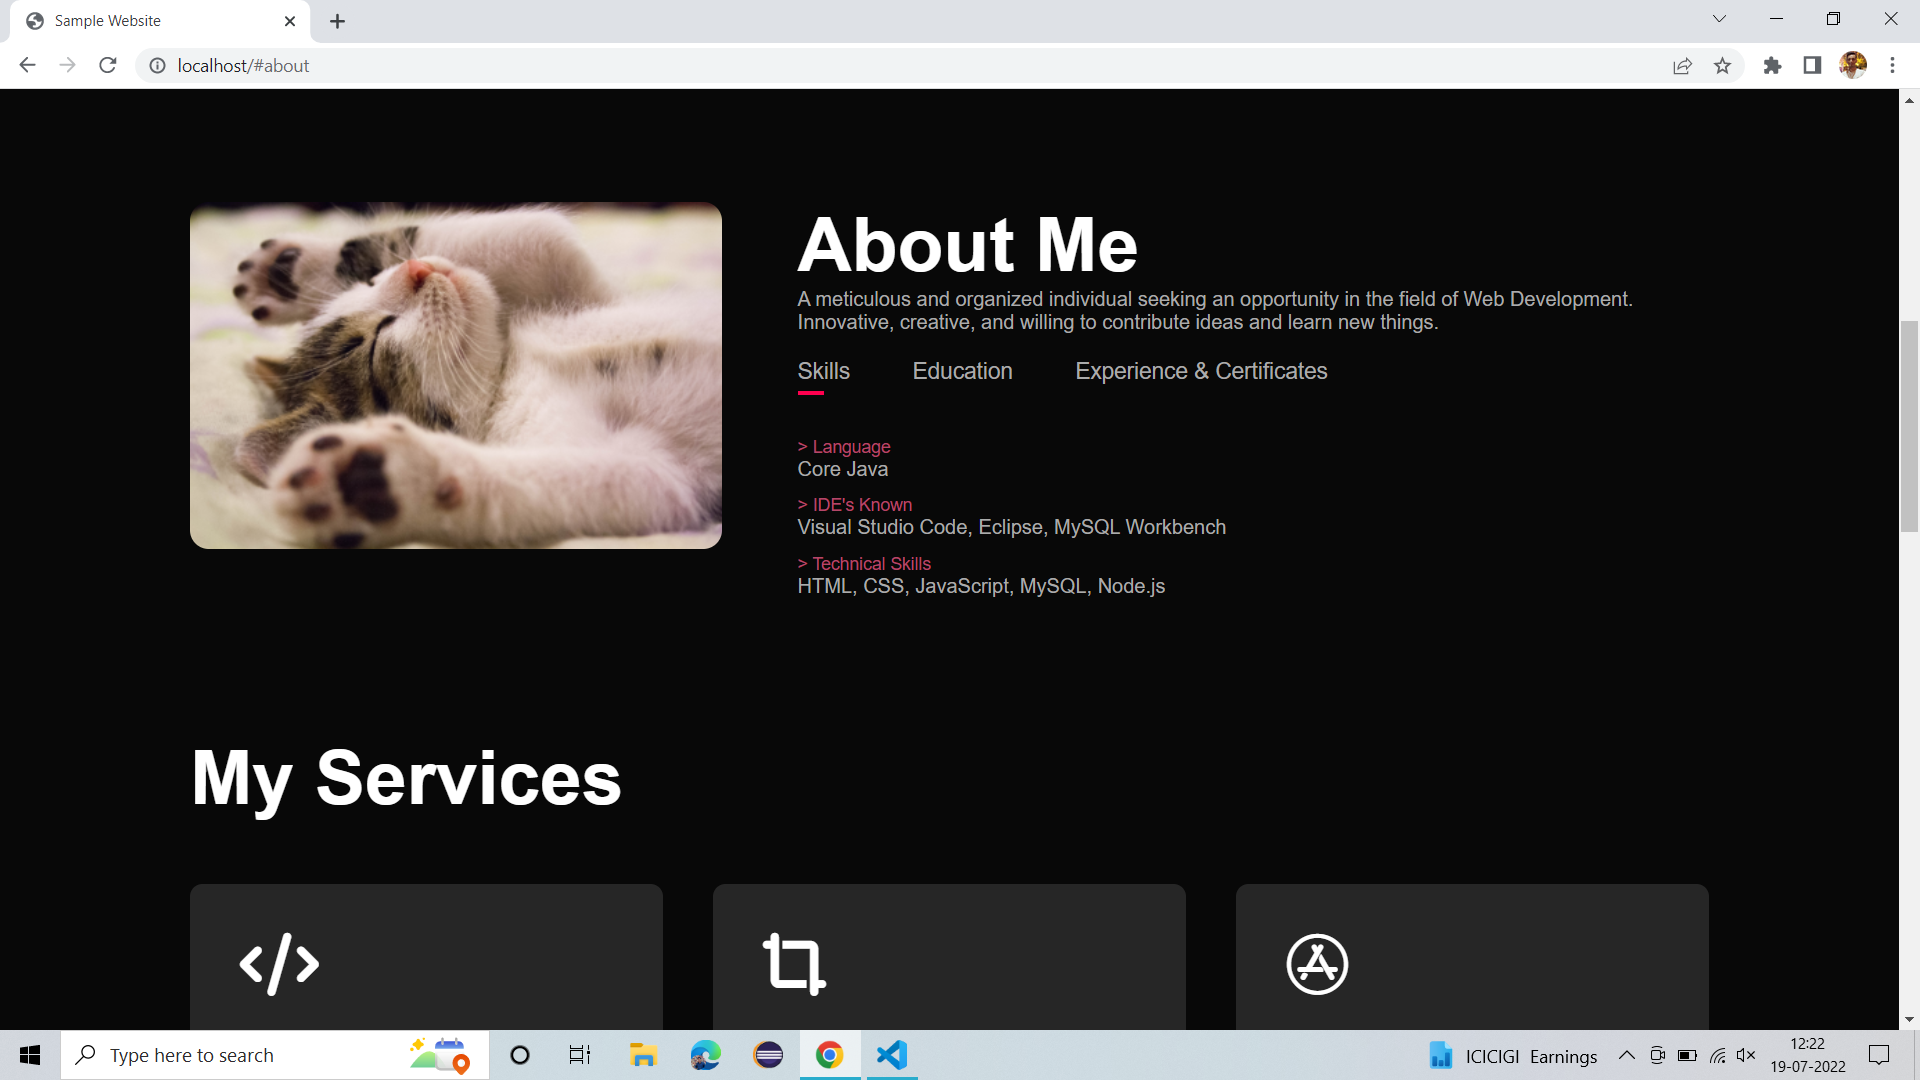 Sample Website
localhost/#about
About Me
A meticulous and organized individual seeking an opportunity in the field of Web Development.
Innovative, creative, and willing to contribute ideas and learn new things.
Skills Education Experience & Certificates
> Language
Core Java
> IDE's Known
Visual Studio Code, Eclipse, MySQL Workbench
> Technical Skills
HTML, CSS, JavaScript, MySQL, Node.js
My Services
Type here to search
ICICIGI Earnings
12:22
19-07-2022